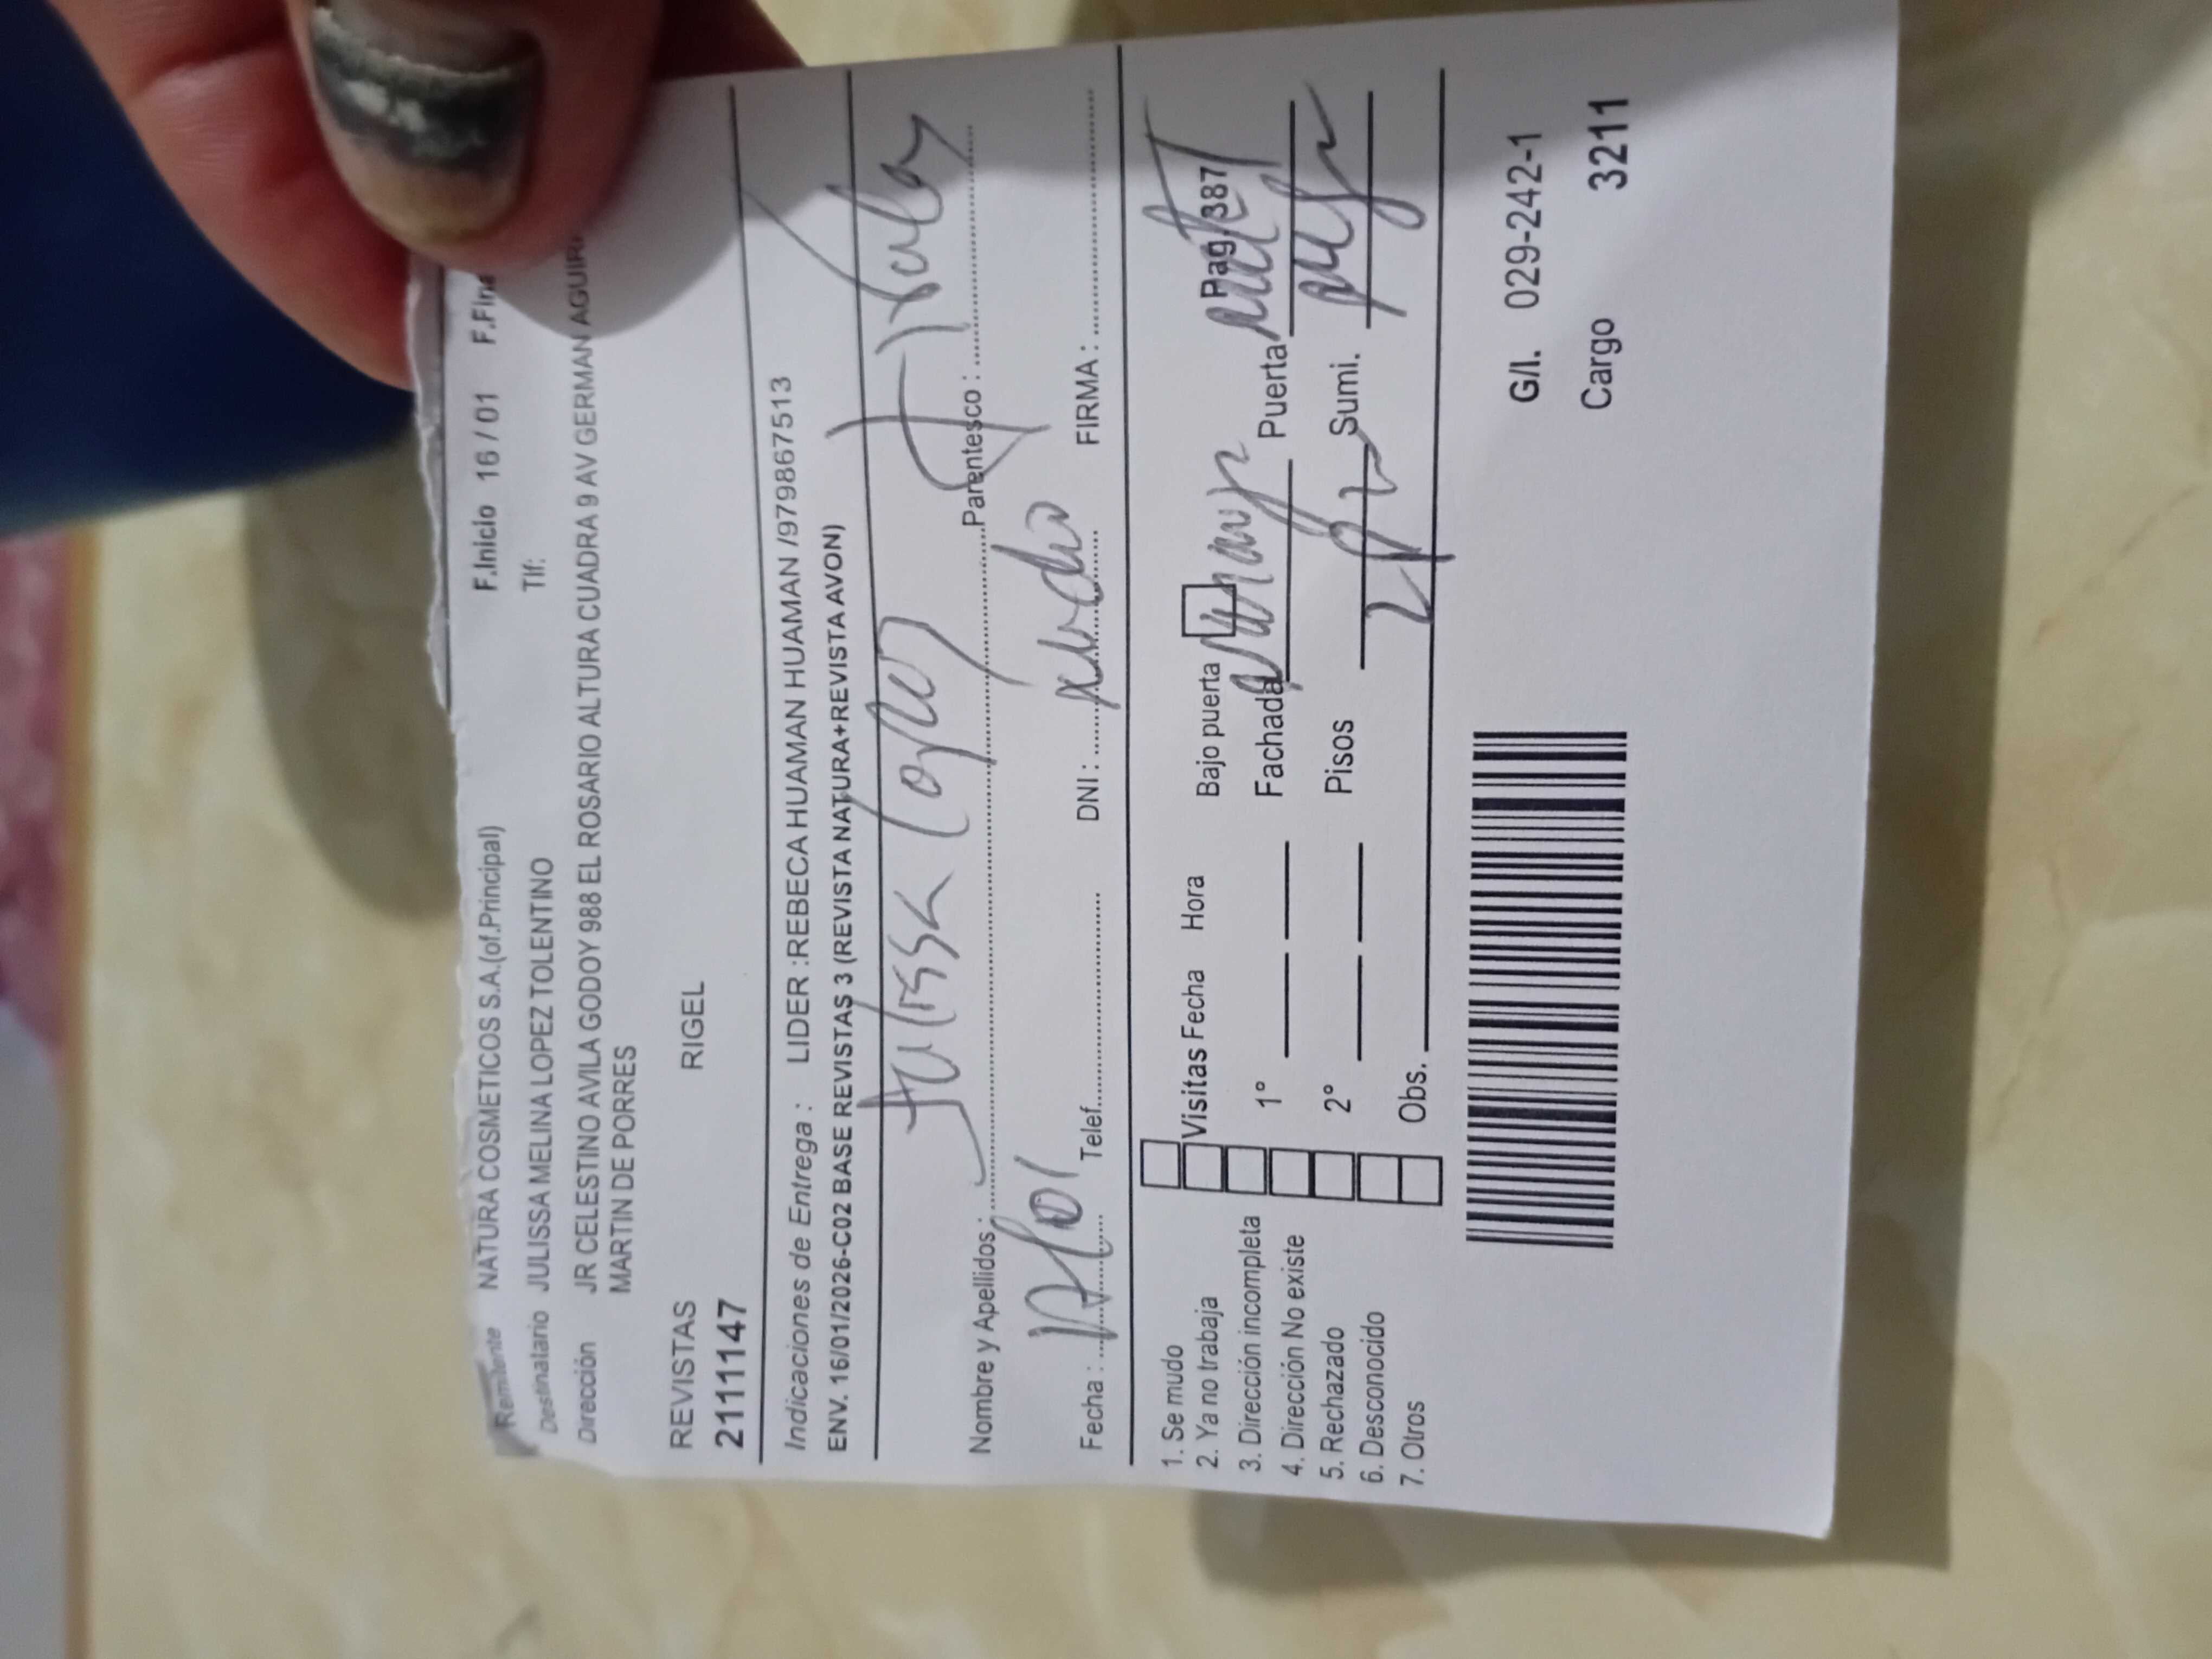 Remitente NATURA COSMETICOS S.A.(of.Principal) F.Inicio 16 / 01 F.Fina
Destinatario JULISSA MELINA LOPEZ TOLENTINO Tlf:
Dirección JR CELESTINO AVILA GODOY 988 EL ROSARIO ALTURA CUADRA 9 AV GERMAN AGUIR
MARTIN DE PORRES
REVISTAS RIGEL
2111147
Indicaciones de Entrega : LIDER :REBECA HUAMAN HUAMAN /979867513
ENV. 16/01/2026-C02 BASE REVISTAS 3 (REVISTA NATURA+REVISTA AVON)
Nombre y Apellidos : Julissa Lopez Parentesco :
Fecha : Telef. DNI : FIRMA :
1. Se mudo
2. Ya no trabaja Visitas Fecha Hora Bajo puerta Pag.387
3. Dirección incompleta 1° Fachada Puerta
4. Dirección No existe
5. Rechazado 2° Pisos Sumi.
6. Desconocido
7. Otros Obs.
G/I. 029-242-1
Cargo 3211